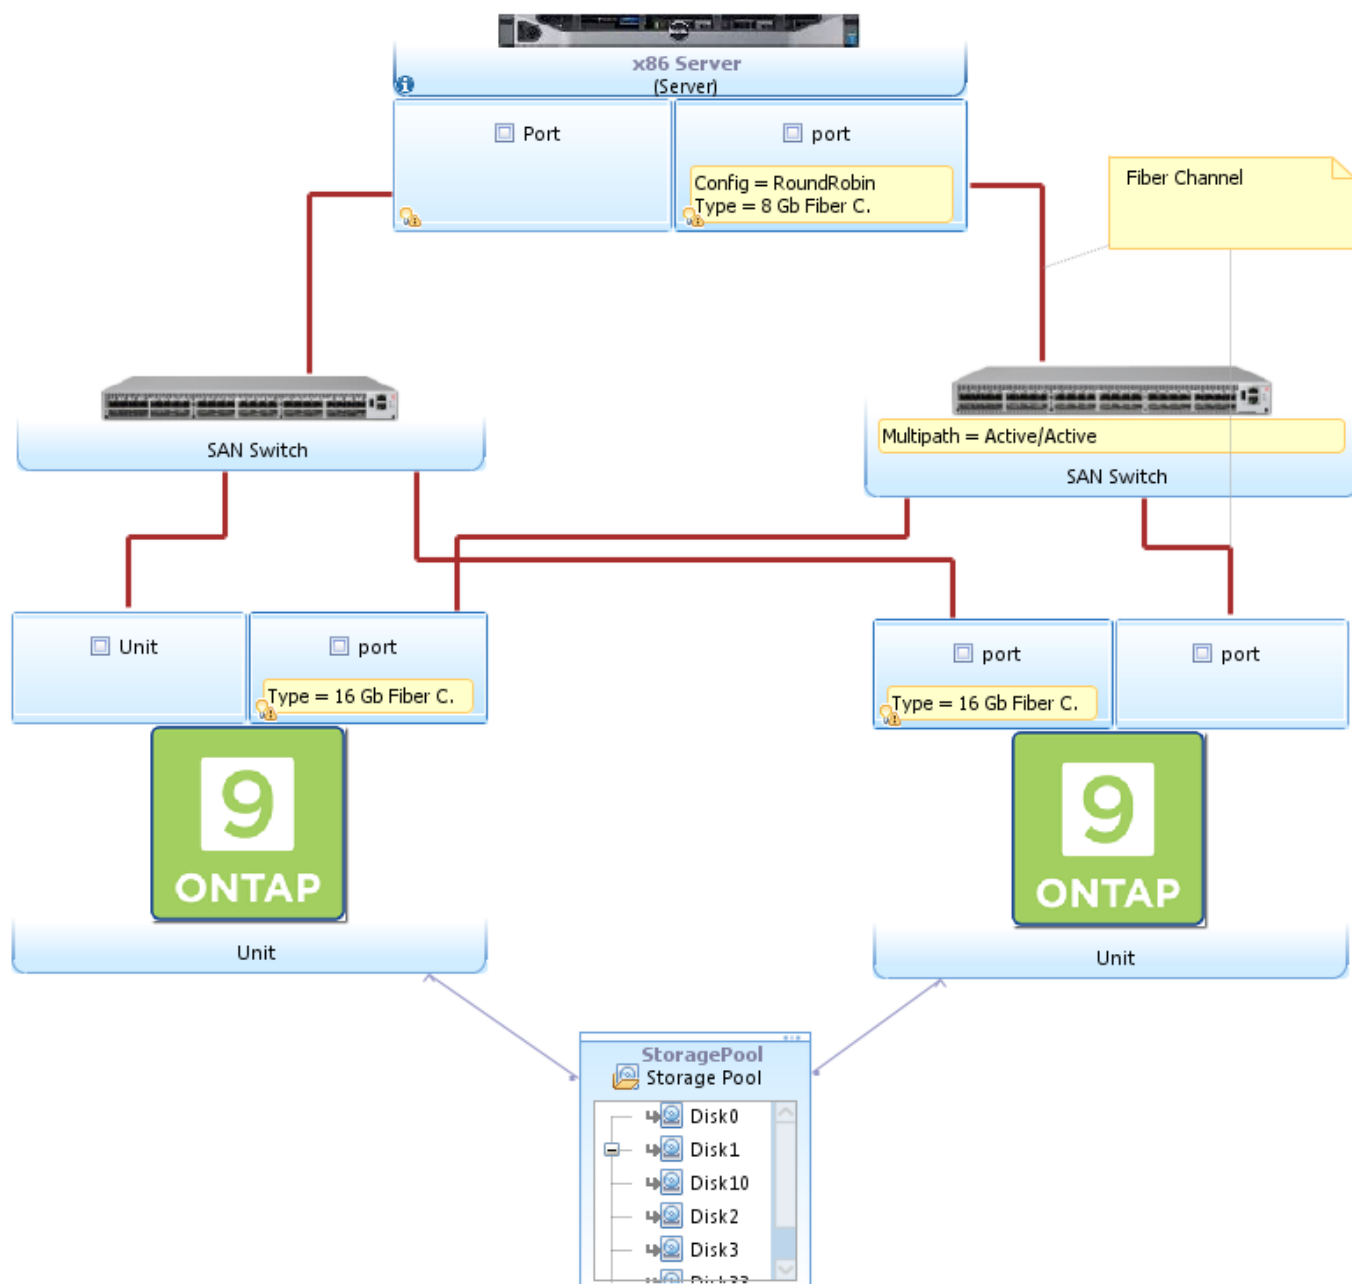 x86 Server
(Server)
Port
port
Config = RoundRobin
Type = 8 Gb Fiber C.
Fiber Channel
SAN Switch
Multipath = Active/Active
SAN Switch
Unit
port
Type = 16 Gb Fiber C.
port
Type = 16 Gb Fiber C.
port
9
ONTAP
Unit
9
ONTAP
Unit
StoragePool
Storage Pool
Disk0
Disk1
Disk10
Disk2
Disk3